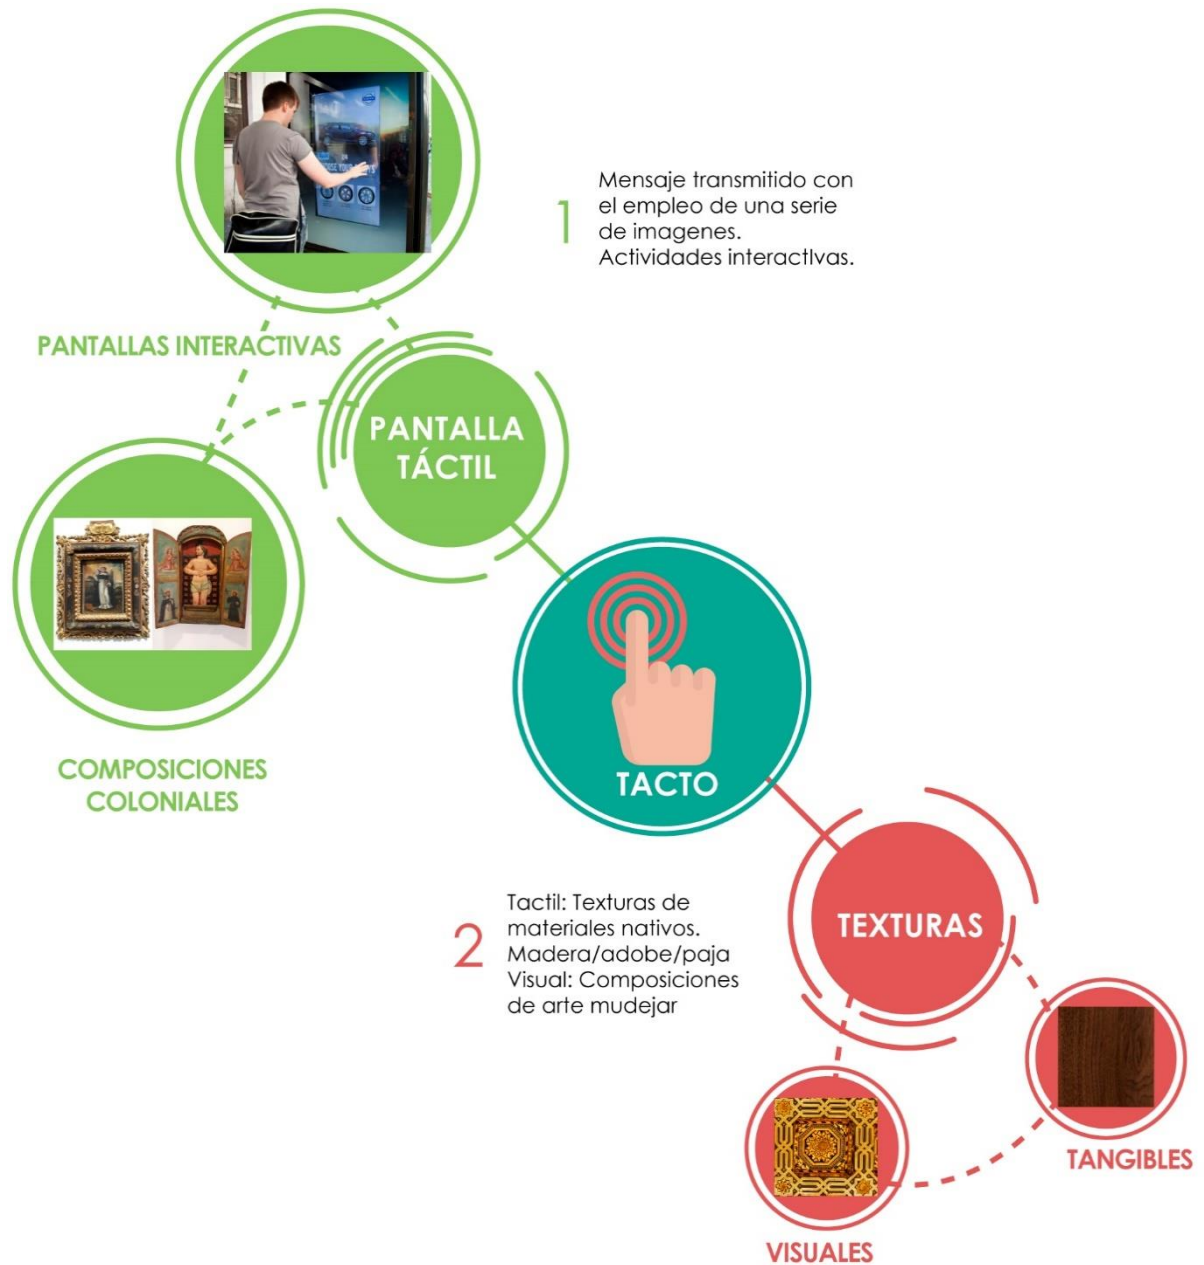 1
Mensaje transmitido con
el empleo de una serie
de imagenes.
Actividades interactIvas.
PANTALLAS INTERACTIVAS
PANTALLA
TÁCTIL
COMPOSICIONES
COLONIALES
TACTO
2
Tactil: Texturas de
materiales nativos.
Madera/adobe/paja
Visual: Composiciones
de arte mudejar
TEXTURAS
TANGIBLES
VISUALES